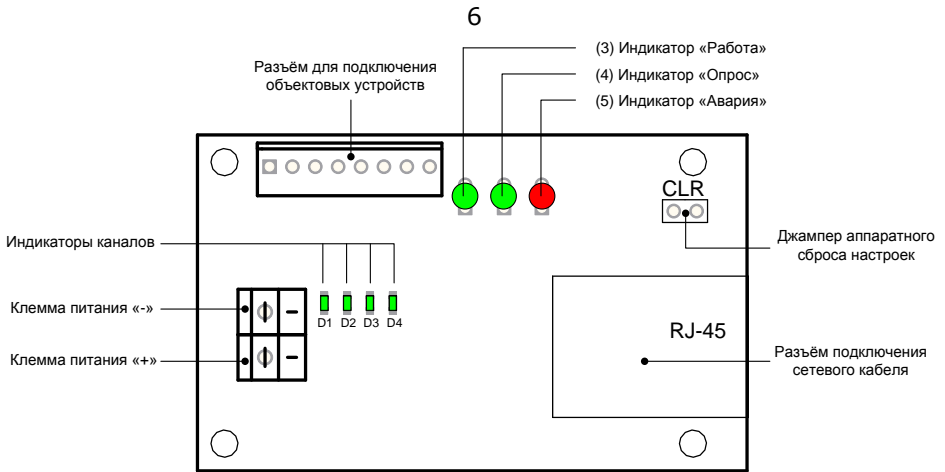 6
(3) Индикатор «Работа»
Разъём для подключения
объектовых устройств
(4) Индикатор «Опрос»
(5) Индикатор «Авария»
CLR
Индикаторы каналов
Джампер аппаратного
сброса настроек
Клемма питания «-»
D1 D2 D3 D4
RJ-45
Клемма питания «+»
Разъём подключения
сетевого кабеля